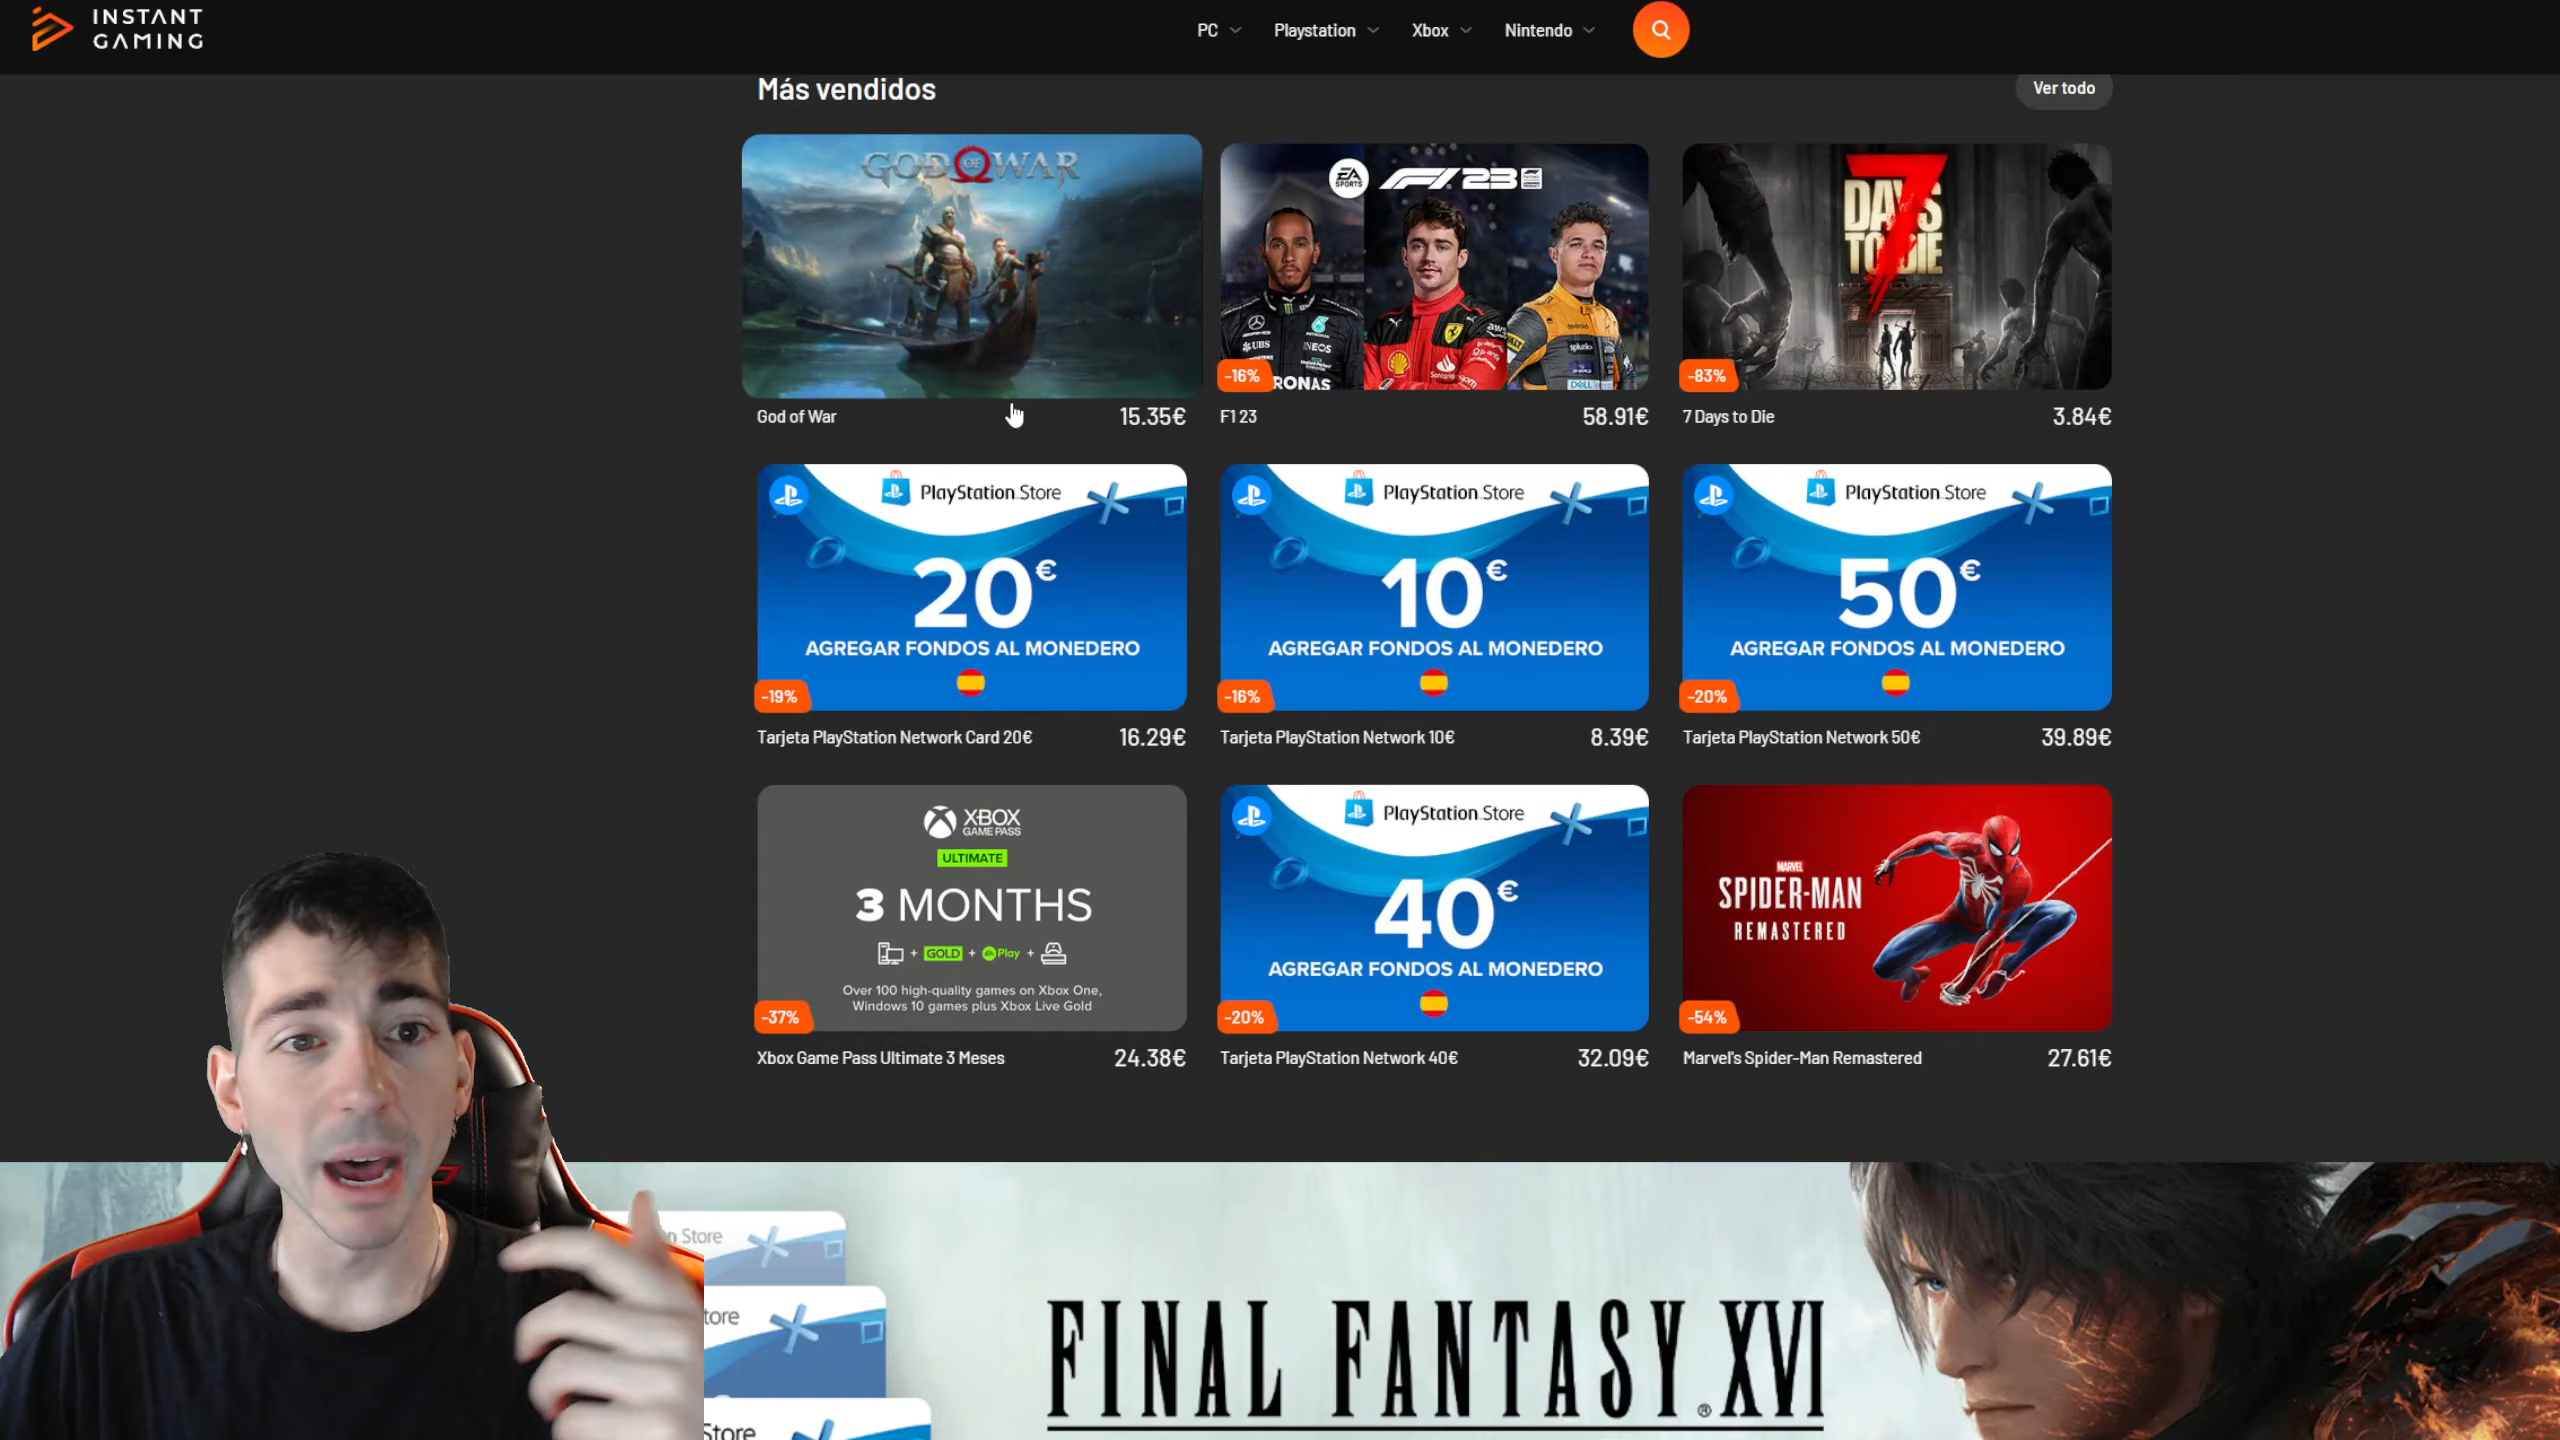 INSTANT
GAMING
PC
Playstation
Xbox
Nintendo
Más vendidos
Ver todo
GOD OF WAR
God of War
15.35€
EA
SPORTS
F1 23
UBS
INEOS
RONAS
DELL
-16%
F1 23
58.91€
7
DAYS
TO DIE
-83%
7 Days to Die
3.84€
PlayStation Store
20€
AGREGAR FONDOS AL MONEDERO
-19%
Tarjeta PlayStation Network Card 20€
16.29€
PlayStation Store
10€
AGREGAR FONDOS AL MONEDERO
-16%
Tarjeta PlayStation Network 10€
8.39€
PlayStation Store
50€
AGREGAR FONDOS AL MONEDERO
-20%
Tarjeta PlayStation Network 50€
39.89€
XBOX
GAME PASS
ULTIMATE
3 MONTHS
+ GOLD + EA Play +
Over 100 high-quality games on Xbox One,
Windows 10 games plus Xbox Live Gold
-37%
Xbox Game Pass Ultimate 3 Meses
24.38€
PlayStation Store
40€
AGREGAR FONDOS AL MONEDERO
-20%
Tarjeta PlayStation Network 40€
32.09€
MARVEL
SPIDER-MAN
REMASTERED
-54%
Marvel's Spider-Man Remastered
27.61€
n Store
tore
Store
FINAL FANTASY® XVI